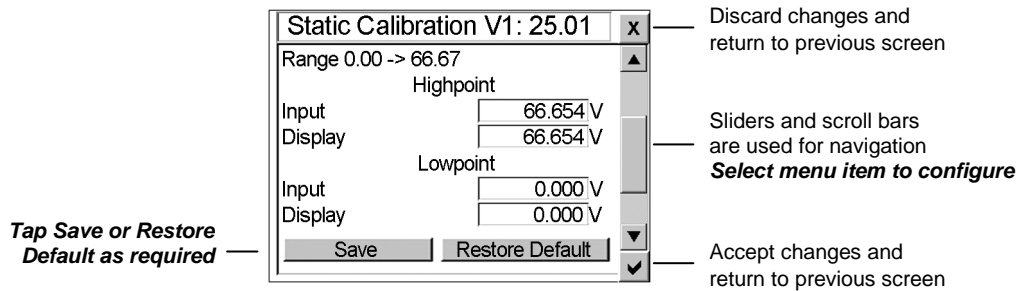 Static Calibration V1: 25.01 X
Range 0.00 -> 66.67
Highpoint
Input 66.654 V
Display 66.654 V
Lowpoint
Input 0.000 V
Display 0.000 V
Save Restore Default
Discard changes and
return to previous screen
Sliders and scroll bars
are used for navigation
Select menu item to configure
Tap Save or Restore
Default as required
Accept changes and
return to previous screen